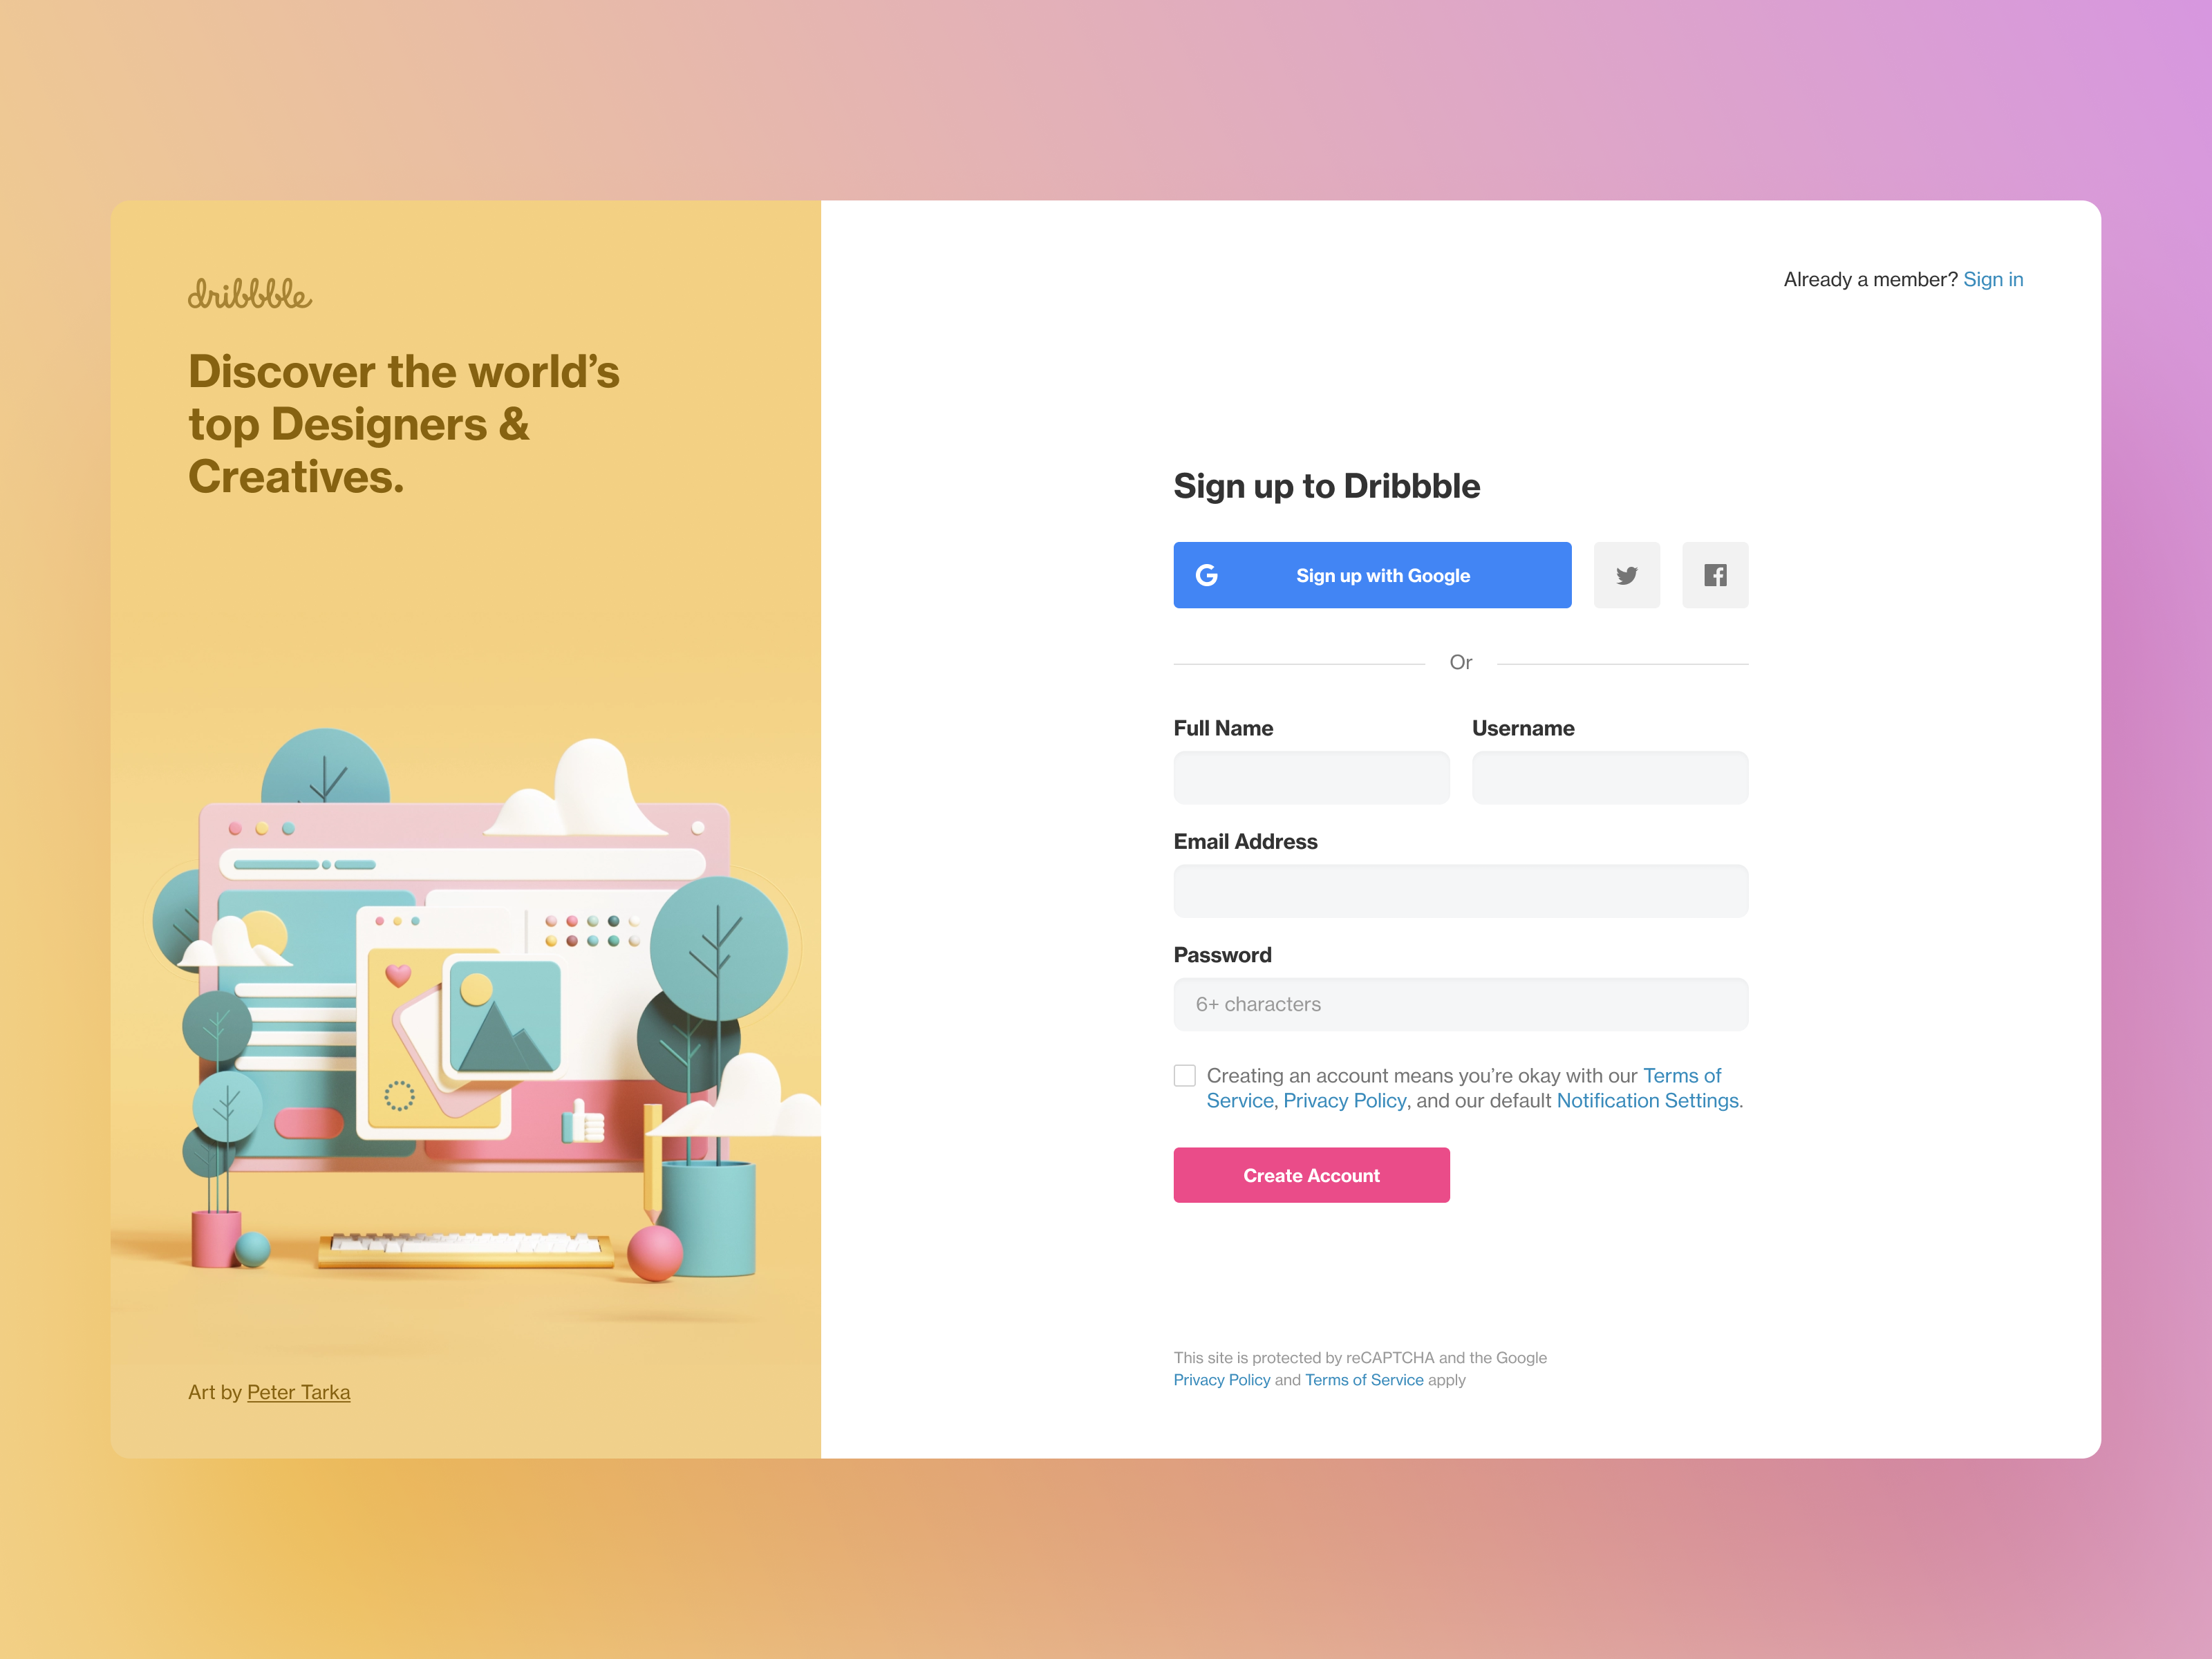 dribbble
Discover the world’s
top Designers &
Creatives.
Art by Peter Tarka
Already a member? Sign in
Sign up to Dribbble
G Sign up with Google
Or
Full Name
Username
Email Address
Password
6+ characters
Creating an account means you’re okay with our Terms of
Service, Privacy Policy, and our default Notification Settings.
Create Account
This site is protected by reCAPTCHA and the Google
Privacy Policy and Terms of Service apply